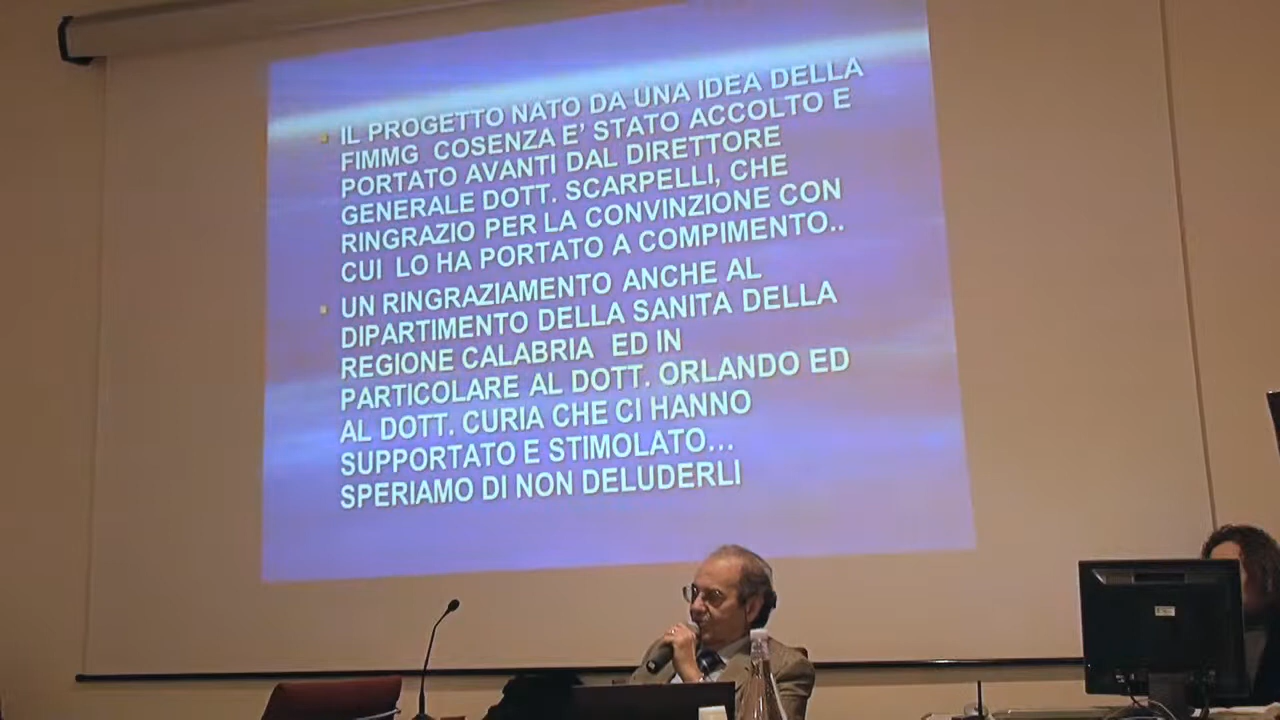 IL PROGETTO NATO DA UNA IDEA DELLA
FIMMG COSENZA E' STATO ACCOLTO E
PORTATO AVANTI DAL DIRETTORE
GENERALE DOTT. SCARPELLI, CHE
RINGRAZIO PER LA CONVINZIONE CON
CUI LO HA PORTATO A COMPIMENTO..
UN RINGRAZIAMENTO ANCHE AL
DIPARTIMENTO DELLA SANITA DELLA
REGIONE CALABRIA ED IN
PARTICOLARE AL DOTT. ORLANDO ED
AL DOTT. CURIA CHE CI HANNO
SUPPORTATO E STIMOLATO...
SPERIAMO DI NON DELUDERLI